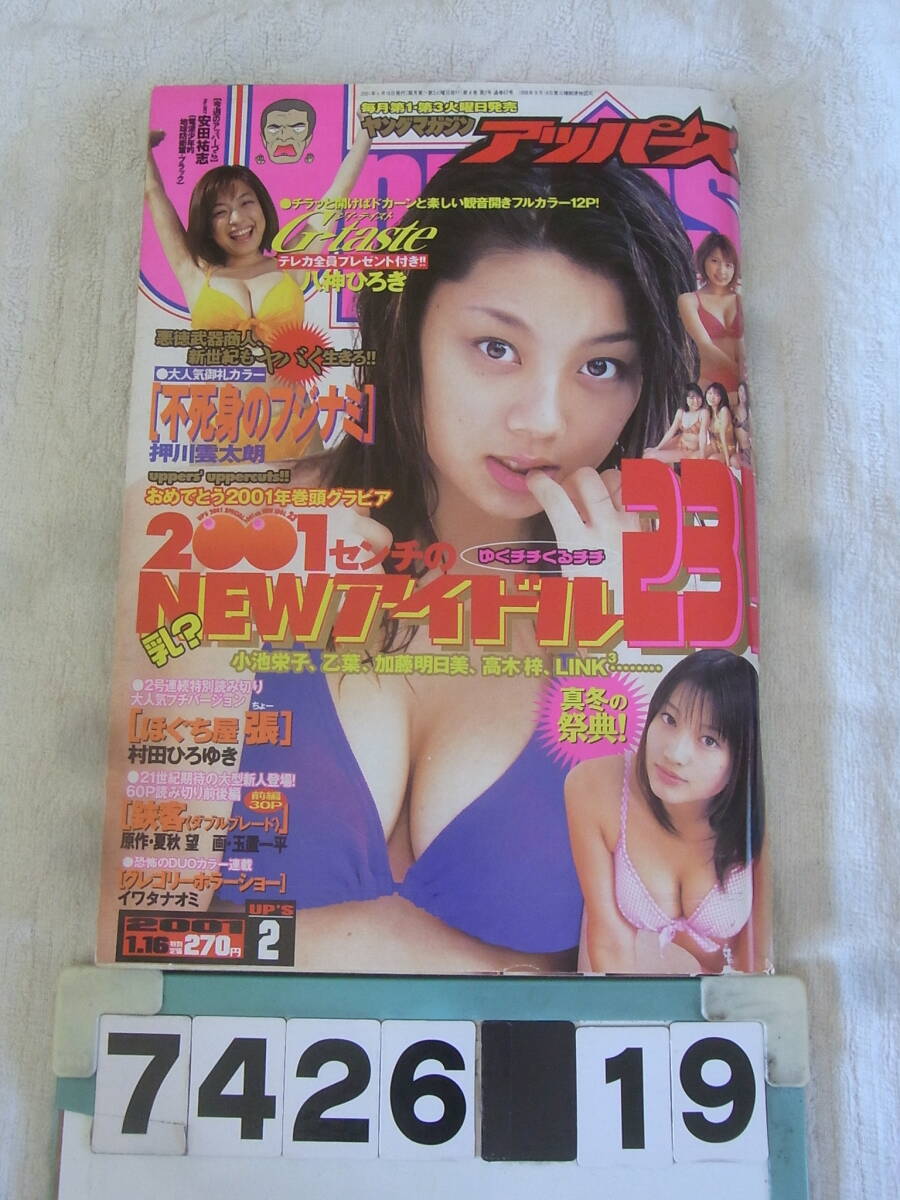 毎月第1・第3火曜日発売
ヤングマガジン
アッパーズ
安田祐志
●チラッと開けばドカーンと楽しい観音開きフルカラー12P!
G-taste
テレカ全員プレゼント付き!!
八神ひろき
悪徳武器商人、
新世紀もヤバく生きろ!!
●大人気御礼カラー
[不死身のフジナミ]
押川雲太朗
uppers' uppercuts!!
おめでとう2001年巻頭グラビア
2001センチの
ゆくチチくるチチ
NEWアイドル23
乳?
小池栄子、乙葉、加藤明日美、高木梓、LINK3………
真冬の
祭典!
●2号連続特別読み切り
大人気プチバージョン
[ほぐち屋 張]
ちょー
村田ひろゆき
●21世紀期待の大型新人登場!
60P読み切り前後編
前編
30P
[鉄客〈ダブルブレード〉]
原作・夏秋 望 画・玉置一平
●恐怖のDUOカラー連載
[グレゴリーホラーショー]
イワタナオミ
2001
UP'S
1.16 特別定価 270円
2
7426 19